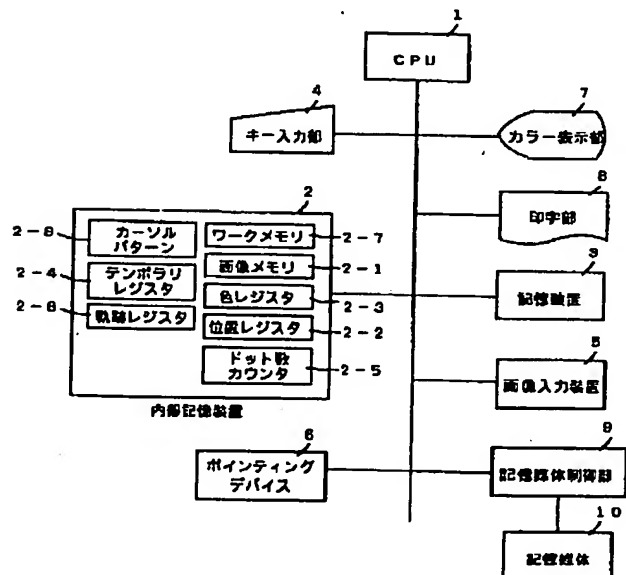 1
CPU
4
キー入力部
7
カラー表示部
8
印字部
2
2-8
カーソル
パターン
ワークメモリ
2-7
2-4
テンポラリ
レジスタ
画像メモリ
2-1
2-6
軌跡レジスタ
色レジスタ
2-3
位置レジスタ
2-2
ドット数
カウンタ
2-5
内部記憶装置
3
記憶装置
5
画像入力装置
6
ポインティング
デバイス
9
記憶媒体制御部
10
記憶媒体